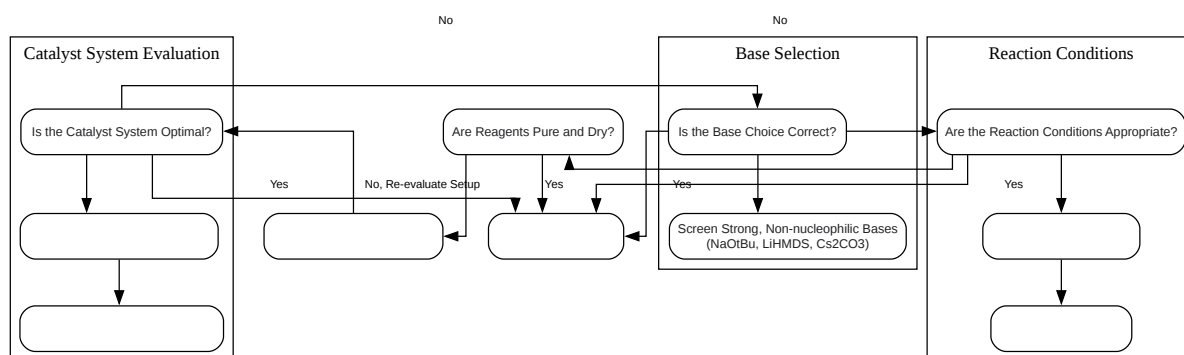 No
No
Catalyst System Evaluation
Base Selection
Reaction Conditions
Is the Catalyst System Optimal?
Are Reagents Pure and Dry?
Is the Base Choice Correct?
Are the Reaction Conditions Appropriate?
Yes
No, Re-evaluate Setup
Yes
Yes
Yes
Screen Strong, Non-nucleophilic Bases
(NaOtBu, LiHMDS, Cs2CO3)